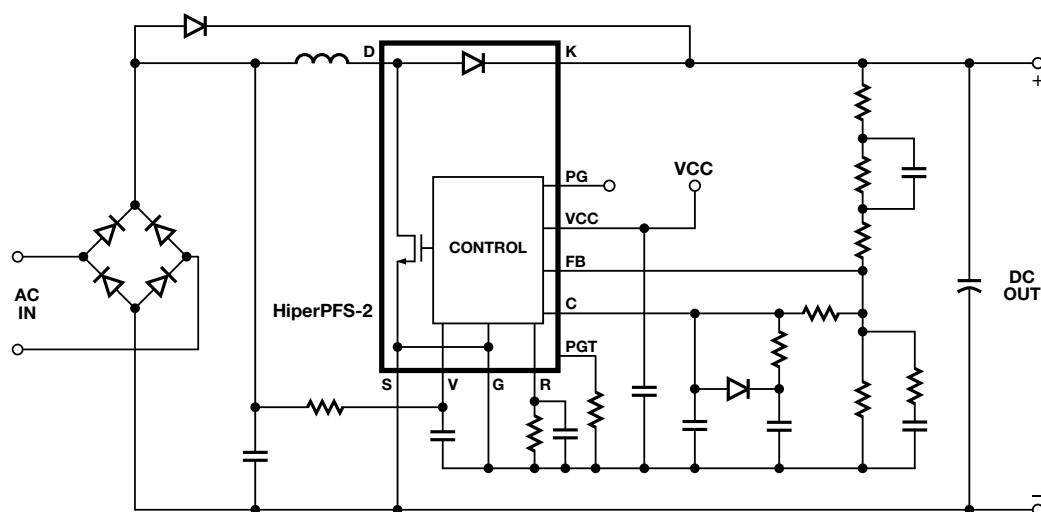 D
K
+
PG
VCC
VCC
CONTROL
FB
AC
IN
DC
OUT
HiperPFS-2
C
PGT
S
V
G
R
–